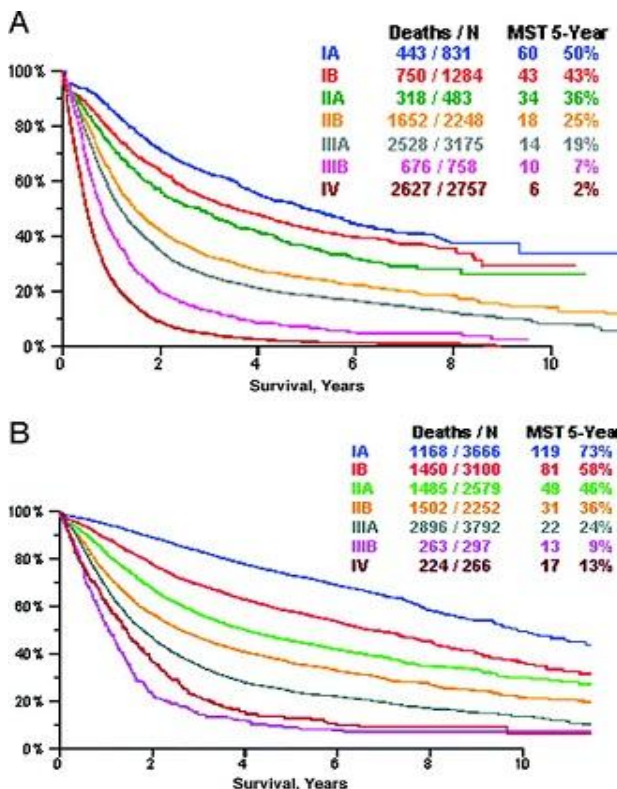 A
Deaths / N MST 5-Year
IA 443 / 831 60 50%
IB 750 / 1284 43 43%
IIA 318 / 483 34 36%
IIB 1652 / 2248 18 25%
IIIA 2528 / 3175 14 19%
IIIB 676 / 758 10 7%
IV 2627 / 2757 6 2%
100%
80%
60%
40%
20%
0%
0 2 4 6 8 10
Survival, Years
B
Deaths / N MST 5-Year
IA 1168 / 3666 119 73%
IB 1450 / 3100 81 58%
IIA 1485 / 2579 49 46%
IIB 1502 / 2252 31 36%
IIIA 2896 / 3792 22 24%
IIIB 263 / 297 13 9%
IV 224 / 266 17 13%
100%
80%
60%
40%
20%
0%
0 2 4 6 8 10
Survival, Years